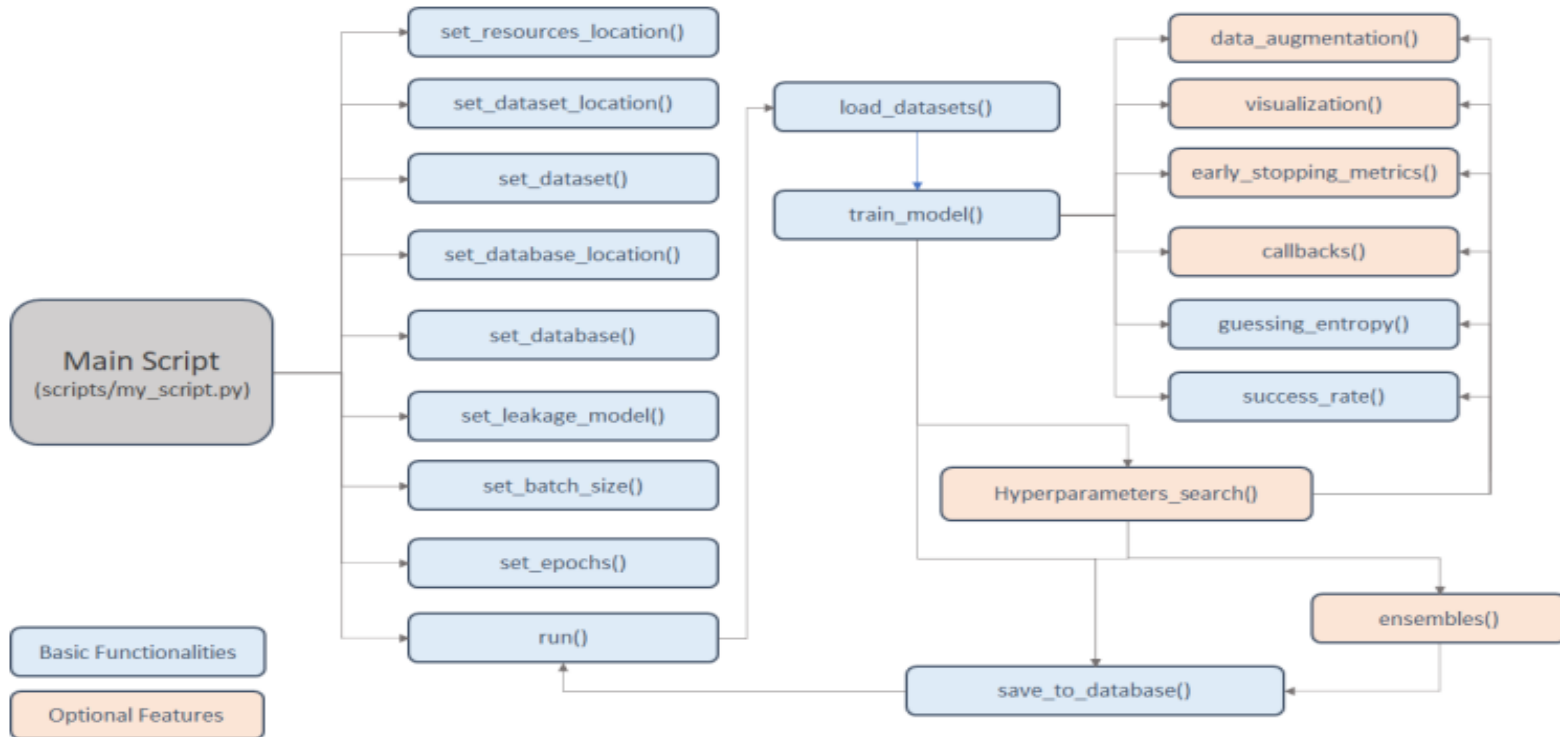 Main Script
(scripts/my_script.py)
set_resources_location()
set_dataset_location()
set_dataset()
set_database_location()
set_database()
set_leakage_model()
set_batch_size()
set_epochs()
run()
load_datasets()
train_model()
data_augmentation()
visualization()
early_stopping_metrics()
callbacks()
guessing_entropy()
success_rate()
Hyperparameters_search()
ensembles()
save_to_database()
Basic Functionalities
Optional Features